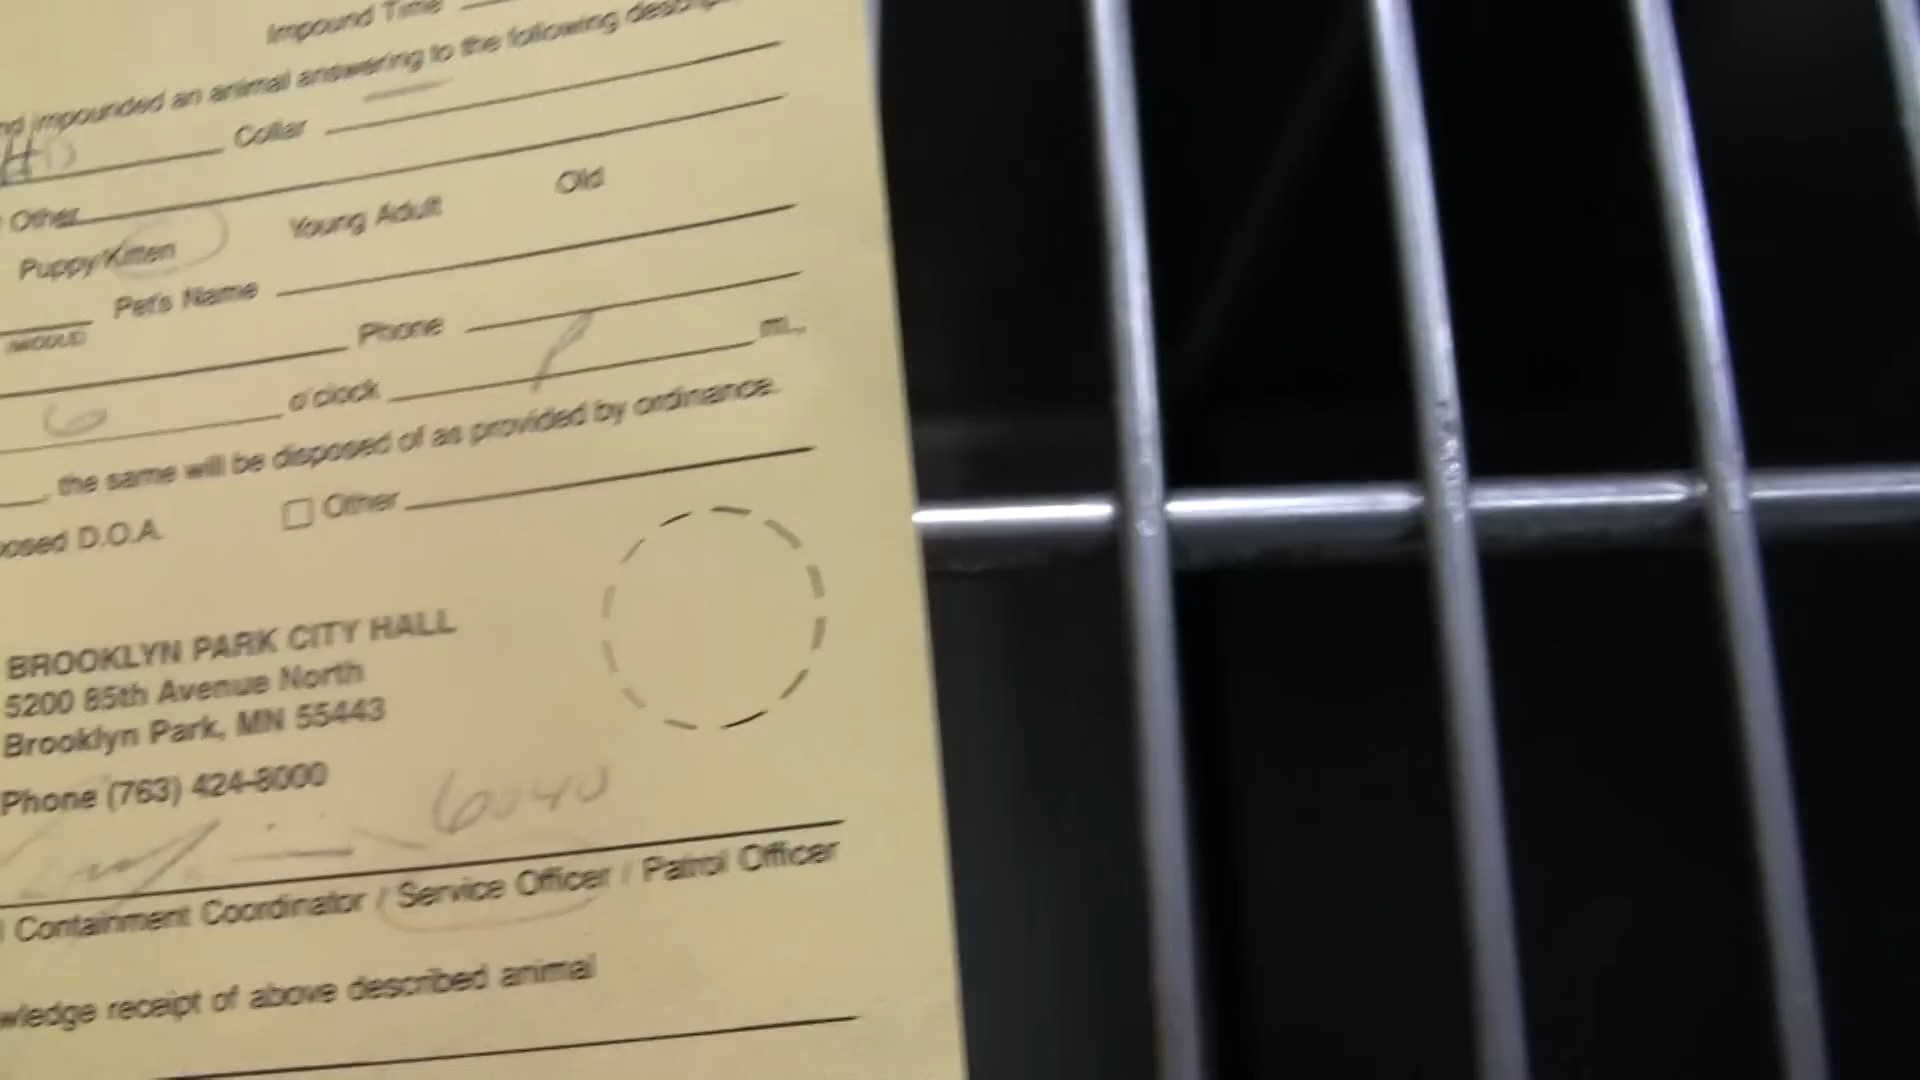 Impound Time
impounded an animal answering to the following
Collar
Other
Puppy/Kitten Young Adult Old
Pet's Name
(MIDDLE)
Phone
6 o'clock P m.,
, the same will be disposed of as provided by ordinance.
posed D.O.A. Other
BROOKLYN PARK CITY HALL
5200 85th Avenue North
Brooklyn Park, MN 55443
Phone (763) 424-8000
6040
Containment Coordinator / Service Officer / Patrol Officer
wledge receipt of above described animal